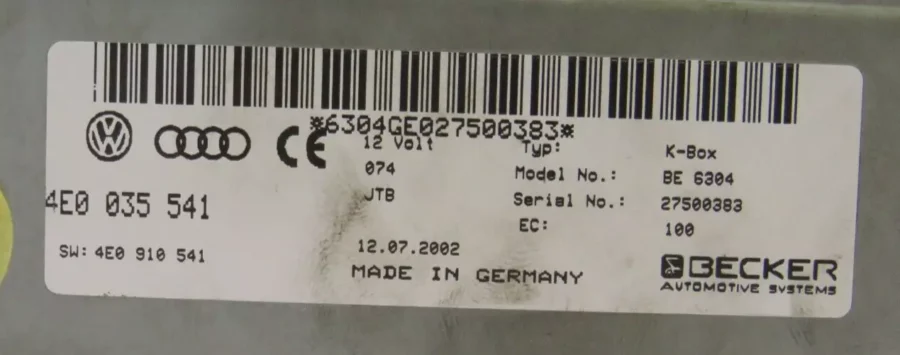 *6304GE027500383*
12 Volt
Typ: K-Box
074
Model No.: BE 6304
JTB
Serial No.: 27500383
4E0 035 541
EC: 100
SW: 4E0 910 541
12.07.2002
MADE IN GERMANY
BECKER
AUTOMOTIVE SYSTEMS